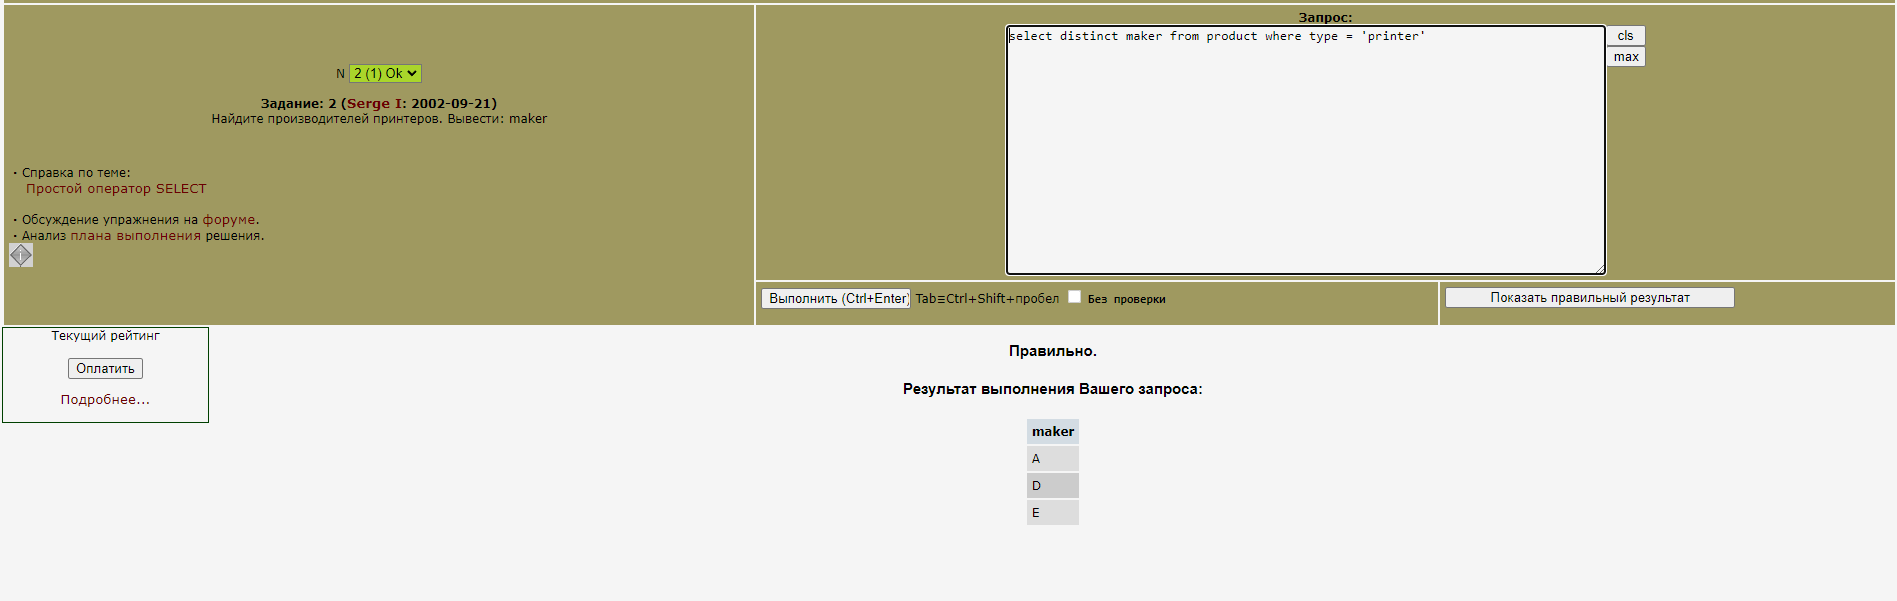 N 2 (1) Ok
Задание: 2 (Serge I: 2002-09-21)
Найдите производителей принтеров. Вывести: maker
· Справка по теме:
Простой оператор SELECT
· Обсуждение упражнения на форуме.
· Анализ плана выполнения решения.
Запрос:
select distinct maker from product where type = 'printer'
cls
max
Выполнить (Ctrl+Enter) Tab≡Ctrl+Shift+пробел Без проверки
Показать правильный результат
Текущий рейтинг
Оплатить
Подробнее...
Правильно.
Результат выполнения Вашего запроса:
maker
A
D
E